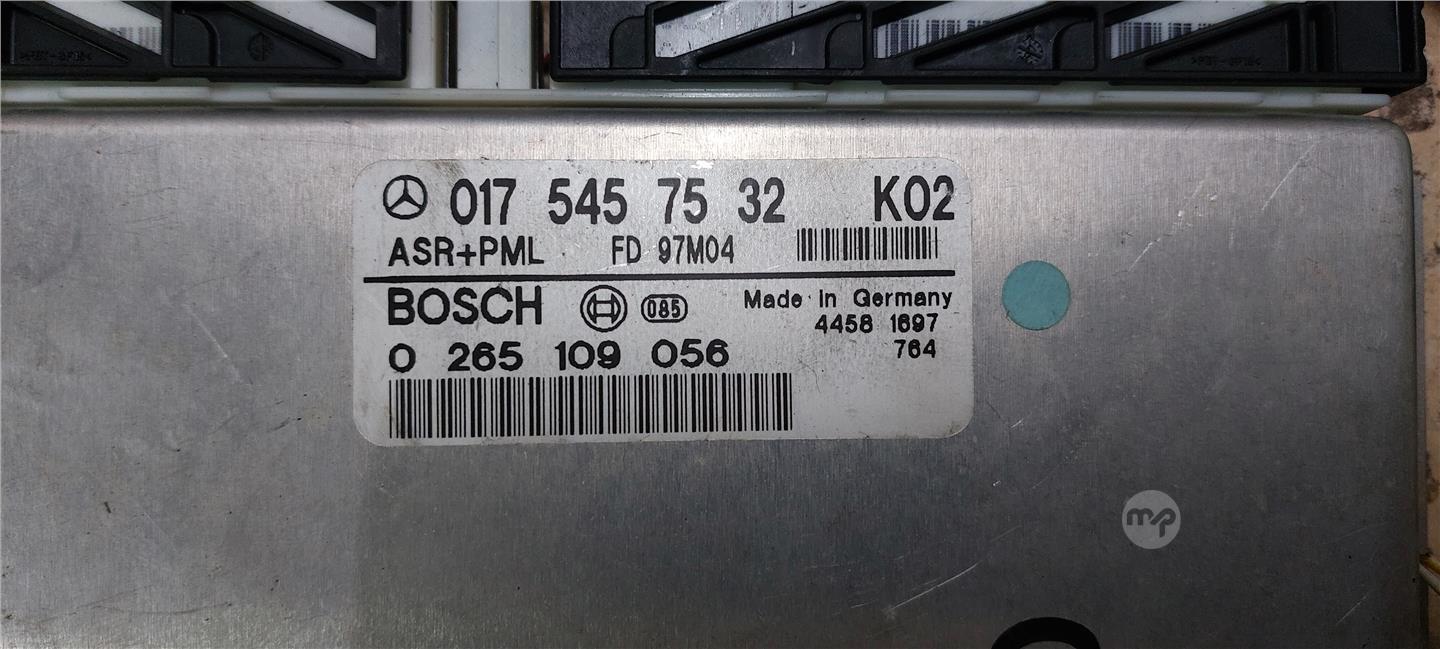 017 545 75 32 K02
ASR+PML FD 97M04
BOSCH 085 Made In Germany
4458 1697
0 265 109 056 764
mp